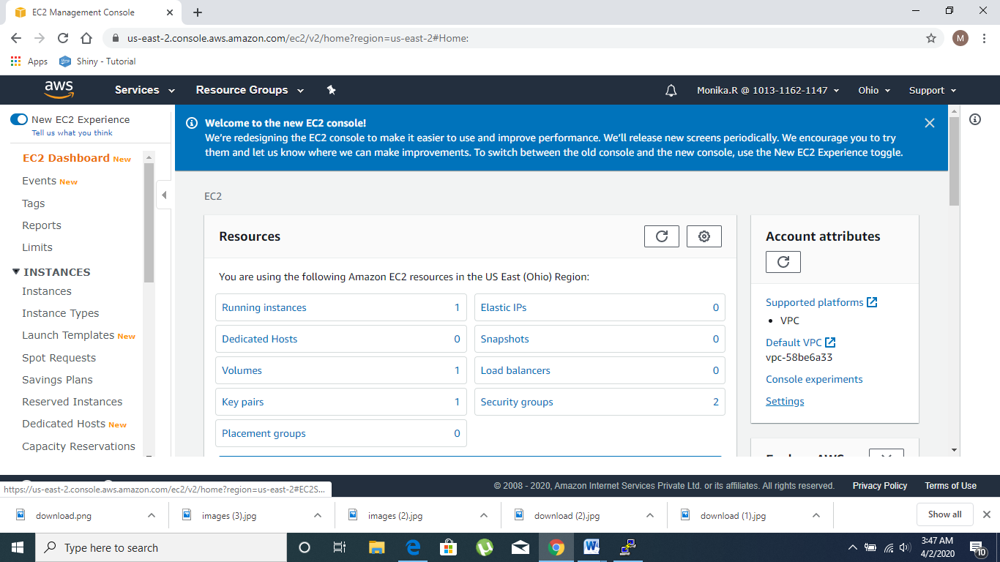 EC2 Management Console
us-east-2.console.aws.amazon.com/ec2/v2/home?region=us-east-2#Home:
M
Apps
Shiny - Tutorial
aws
Services
Resource Groups
Monika.R @ 1013-1162-1147
Ohio
Support
New EC2 Experience
Tell us what you think
EC2 Dashboard New
Events New
Tags
Reports
Limits
INSTANCES
Instances
Instance Types
Launch Templates New
Spot Requests
Savings Plans
Reserved Instances
Dedicated Hosts New
Capacity Reservations
Welcome to the new EC2 console!
We're redesigning the EC2 console to make it easier to use and improve performance. We'll release new screens periodically. We encourage you to try
them and let us know where we can make improvements. To switch between the old console and the new console, use the New EC2 Experience toggle.
EC2
Resources
You are using the following Amazon EC2 resources in the US East (Ohio) Region:
Running instances 1
Elastic IPs 0
Dedicated Hosts 0
Snapshots 0
Volumes 1
Load balancers 0
Key pairs 1
Security groups 2
Placement groups 0
Account attributes
Supported platforms
• VPC
Default VPC
vpc-58be6a33
Console experiments
Settings
https://us-east-2.console.aws.amazon.com/ec2/v2/home?region=us-east-2#EC2S...
© 2008 - 2020, Amazon Internet Services Private Ltd. or its affiliates. All rights reserved.
Privacy Policy
Terms of Use
download.png
images (3).jpg
images (2).jpg
download (2).jpg
download (1).jpg
Show all
Type here to search
3:47 AM
4/2/2020
10